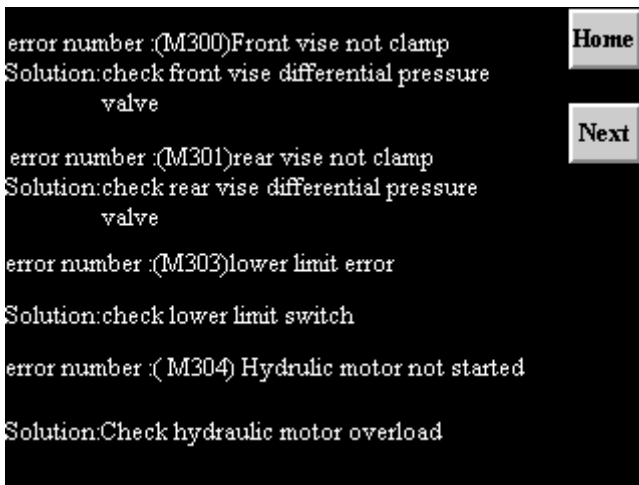 error number :(M300)Front vise not clamp
Home
Solution:check front vise differential pressure
valve
Next
error number :(M301)rear vise not clamp
Solution:check rear vise differential pressure
valve
error number :(M303)lower limit error
Solution:check lower limit switch
error number :( M304) Hydrulic motor not started
Solution:Check hydraulic motor overload